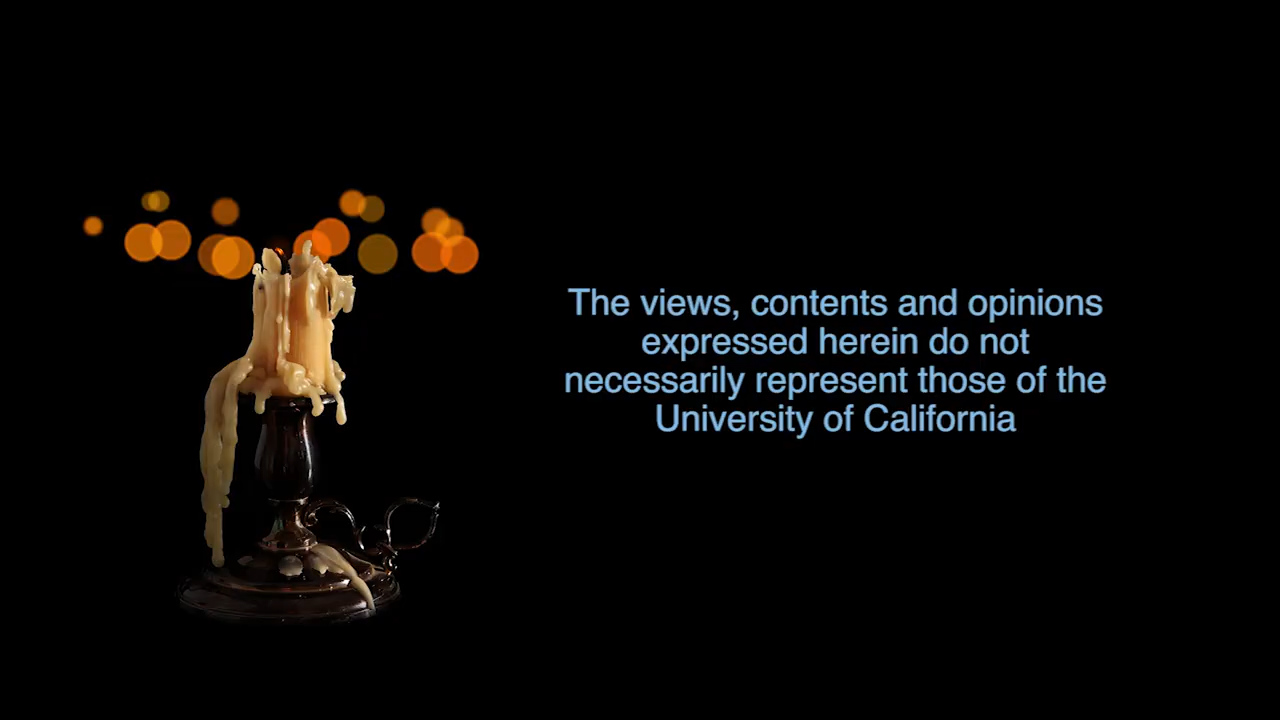 The views, contents and opinions
expressed herein do not
necessarily represent those of the
University of California